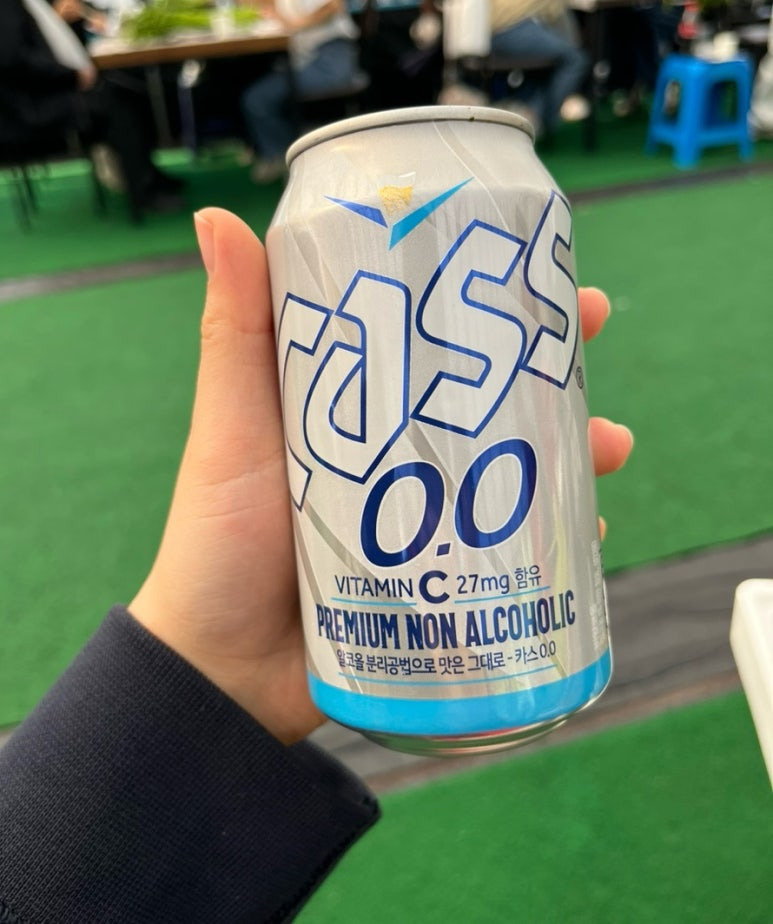 cass
®
0.0
VITAMIN C 27mg 함유
PREMIUM NON ALCOHOLIC
알코올 분리공법으로 맛은 그대로 - 카스 0.0